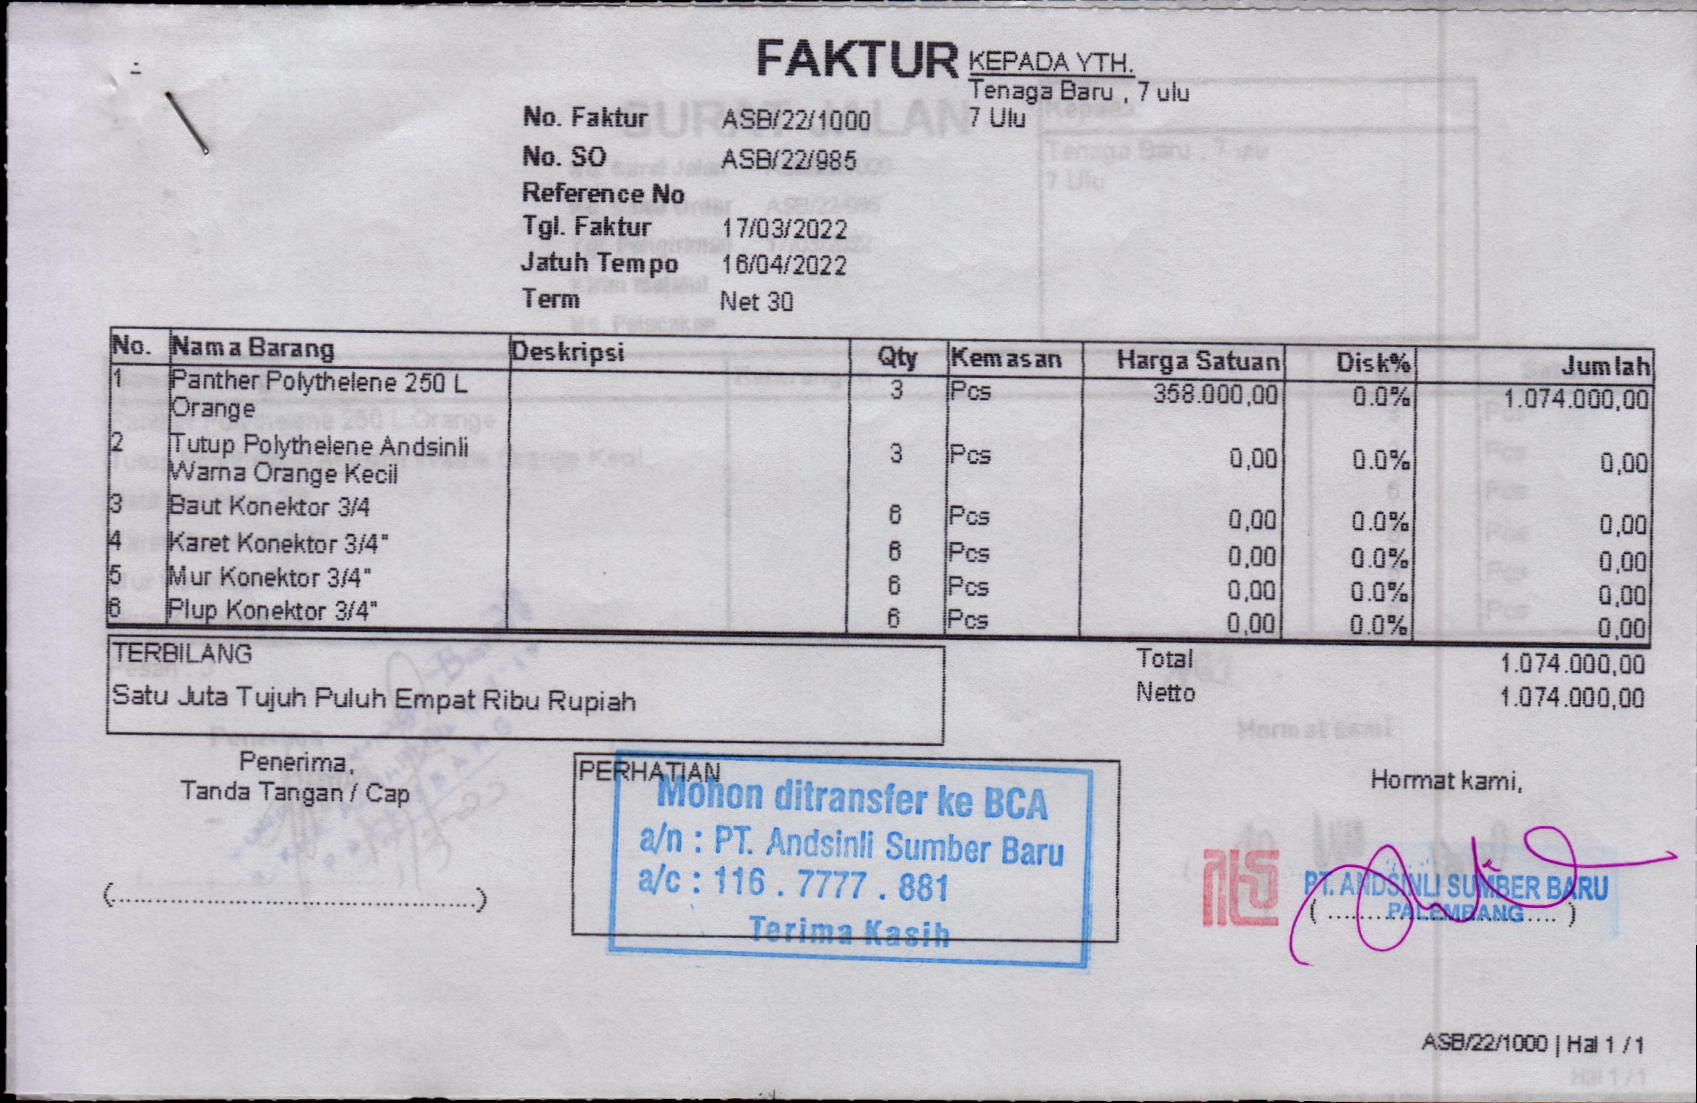 FAKTUR
KEPADA YTH.
Tenaga Baru , 7 ulu
7 Ulu
No. Faktur ASB/22/1000
No. SO ASB/22/985
Reference No
Tgl. Faktur 17/03/2022
Jatuh Tempo 16/04/2022
Term Net 30
No. Nama Barang Deskripsi Qty Kemasan Harga Satuan Disk% Jumlah
1 Panther Polythelene 250 L 3 Pcs 358.000,00 0.0% 1.074.000,00
Orange
2 Tutup Polythelene Andsinli 3 Pcs 0,00 0.0% 0,00
Warna Orange Kecil
3 Baut Konektor 3/4 6 Pcs 0,00 0.0% 0,00
4 Karet Konektor 3/4" 6 Pcs 0,00 0.0% 0,00
5 Mur Konektor 3/4" 6 Pcs 0,00 0.0% 0,00
6 Plup Konektor 3/4" 6 Pcs 0,00 0.0% 0,00
TERBILANG
Satu Juta Tujuh Puluh Empat Ribu Rupiah
Total 1.074.000,00
Netto 1.074.000,00
Penerima,
Tanda Tangan / Cap
(................................................)
PERHATIAN
Mohon ditransfer ke BCA
a/n : PT. Andsinli Sumber Baru
a/c : 116 . 7777 . 881
Terima Kasih
Hormat kami,
PT. ANDSINLI SUMBER BARU
PALEMBANG
ASB/22/1000 | Hal 1 / 1